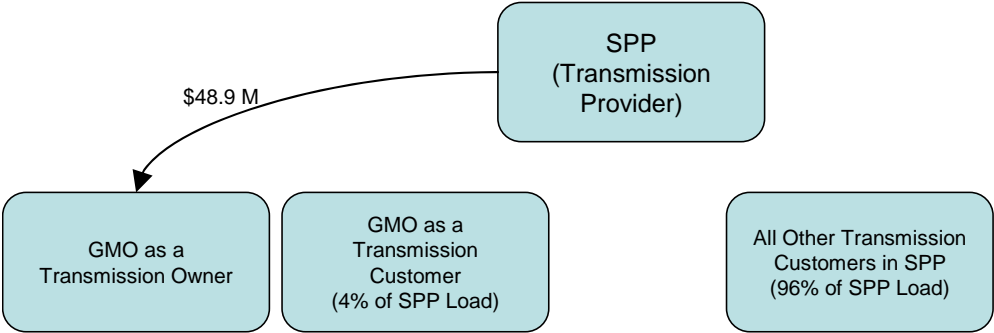 SPP
(Transmission
Provider)
$48.9 M
GMO as a
Transmission Owner
GMO as a
Transmission
Customer
(4% of SPP Load)
All Other Transmission
Customers in SPP
(96% of SPP Load)